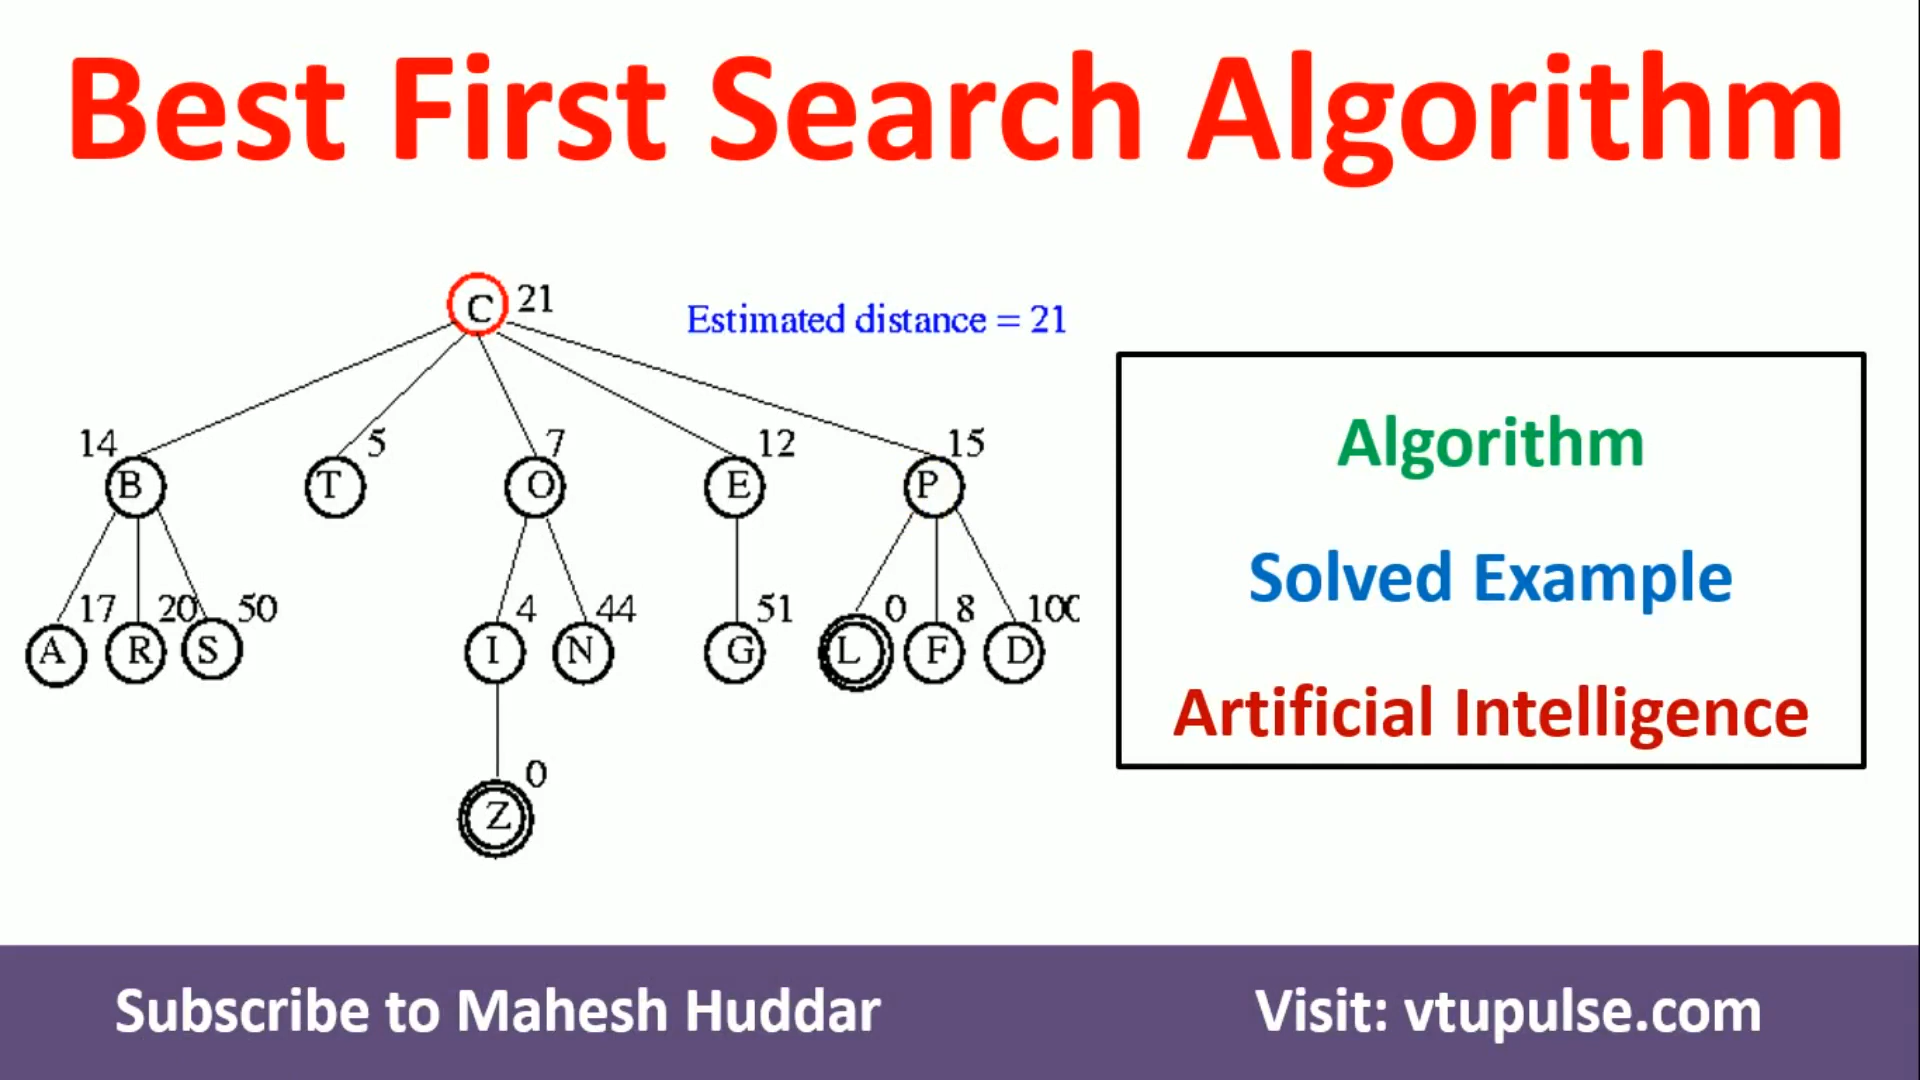 Best First Search Algorithm
C 21
Estimated distance = 21
14 5 7 12 15
B T O E P
17 20 50 4 44 51 0 8 100
A R S I N G L F D
0
Z
Algorithm
Solved Example
Artificial Intelligence
Subscribe to Mahesh Huddar
Visit: vtupulse.com